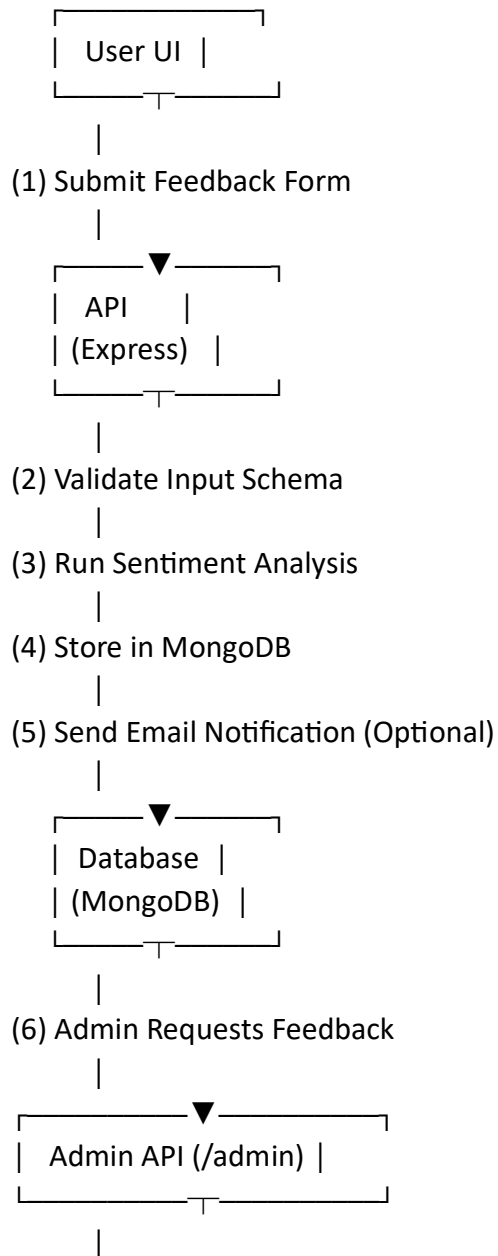 User UI
(1) Submit Feedback Form
API
(Express)
(2) Validate Input Schema
(3) Run Sentiment Analysis
(4) Store in MongoDB
(5) Send Email Notification (Optional)
Database
(MongoDB)
(6) Admin Requests Feedback
Admin API (/admin)